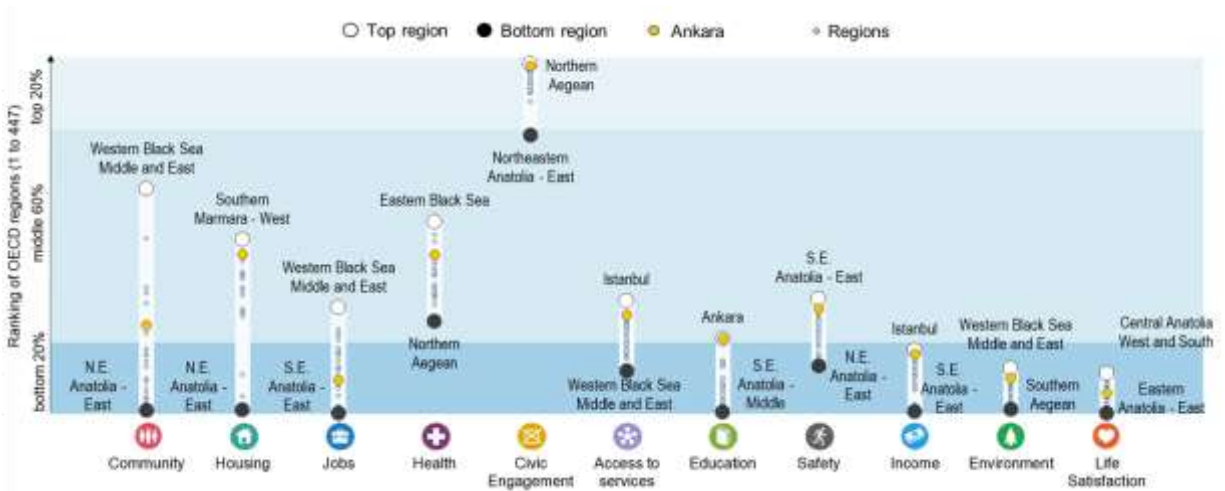 Top region
Bottom region
Ankara
Regions
Ranking of OECD regions (1 to 447)
top 20%
middle 60%
bottom 20%
Western Black Sea
Middle and East
N.E.
Anatolia -
East
Southern
Marmara - West
N.E.
Anatolia -
East
Western Black Sea
Middle and East
S.E.
Anatolia -
East
Eastern Black Sea
Northern
Aegean
Northern
Aegean
Northeastern
Anatolia - East
Istanbul
Western Black Sea
Middle and East
Ankara
S.E.
Anatolia -
Middle
S.E.
Anatolia - East
N.E.
Anatolia -
East
Istanbul
S.E.
Anatolia -
East
Western Black Sea
Middle and East
Southern
Aegean
Central Anatolia
West and South
Eastern
Anatolia - East
Community
Housing
Jobs
Health
Civic
Engagement
Access to
services
Education
Safety
Income
Environment
Life
Satisfaction